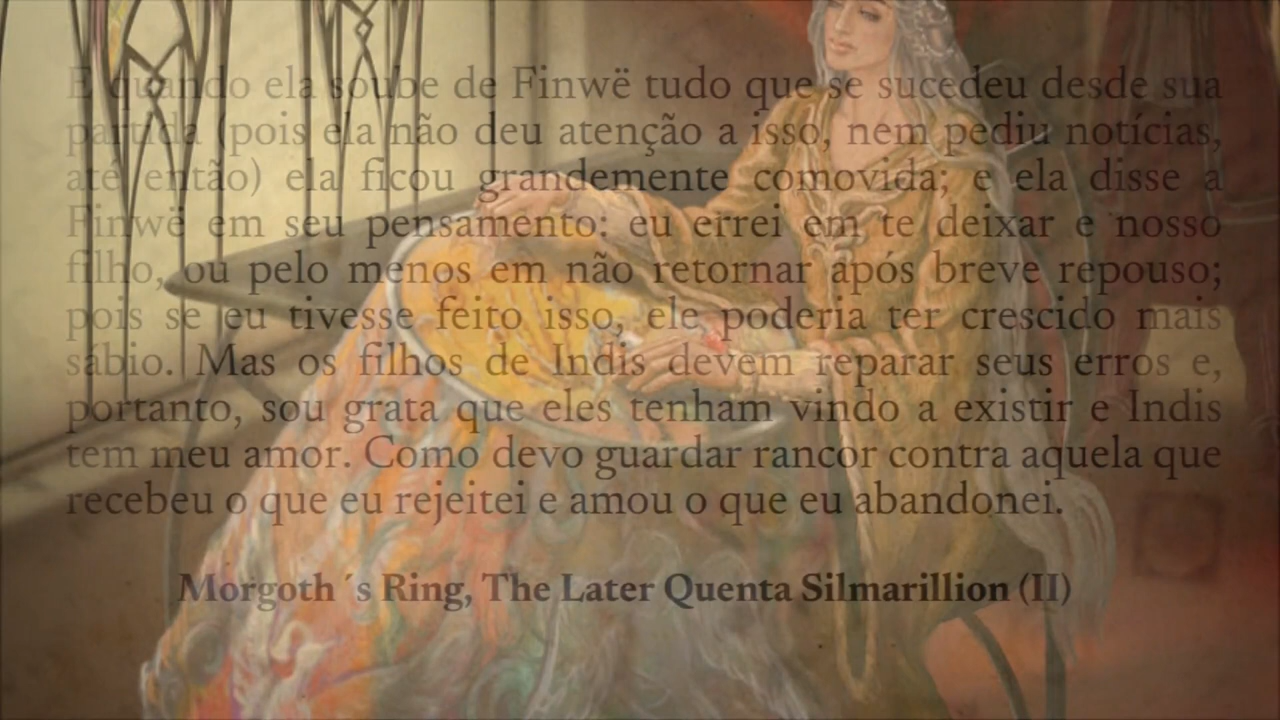 E quando ela soube de Finwë tudo que se sucedeu desde sua
partida (pois ela não deu atenção a isso, nem pediu notícias,
até então) ela ficou grandemente comovida; e ela disse a
Finwë em seu pensamento: eu errei em te deixar e nosso
filho, ou pelo menos em não retornar após breve repouso;
pois se eu tivesse feito isso, ele poderia ter crescido mais
sábio. Mas os filhos de Indis devem reparar seus erros e,
portanto, sou grata que eles tenham vindo a existir e Indis
tem meu amor. Como devo guardar rancor contra aquela que
recebeu o que eu rejeitei e amou o que eu abandonei.
Morgoth ´s Ring, The Later Quenta Silmarillion (II)